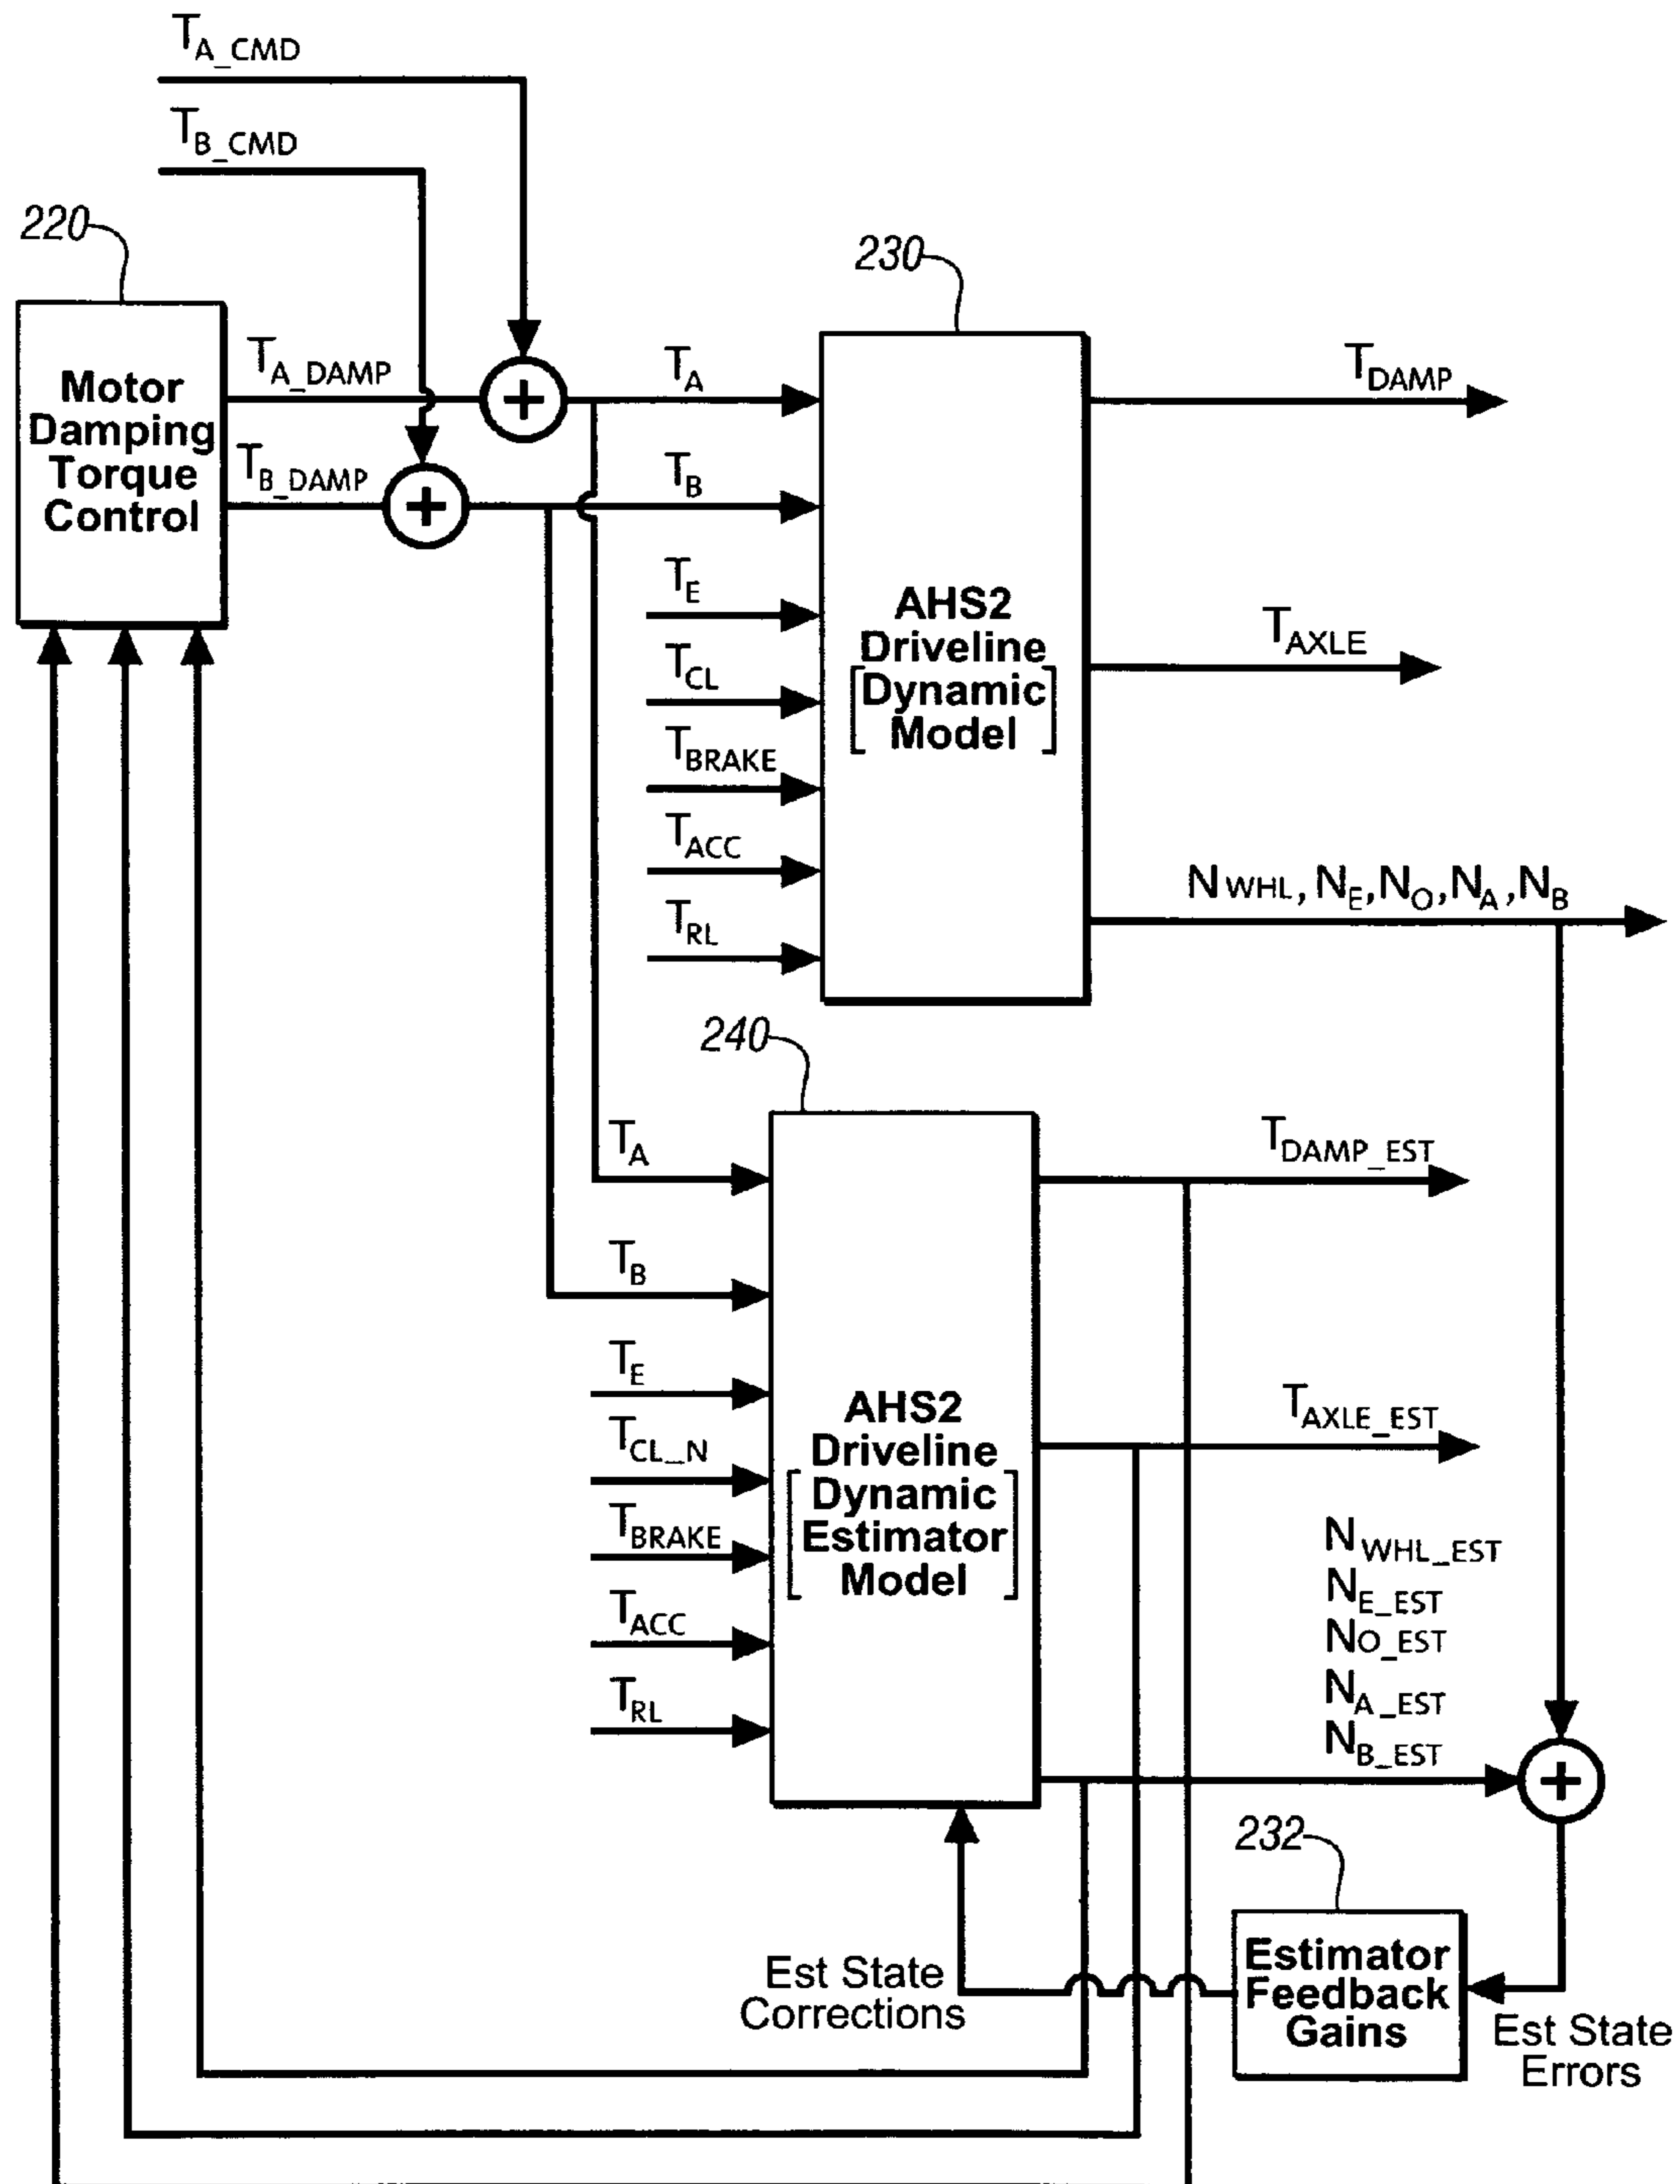 T_A_CMD
T_B_CMD
220
230
Motor
Damping
Torque
Control
T_A_DAMP
T_B_DAMP
T_A
T_B
T_E
T_CL
T_BRAKE
T_ACC
T_RL
AHS2
Driveline
Dynamic
Model
T_DAMP
T_AXLE
N_WHL, N_E, N_O, N_A, N_B
240
T_A
T_B
T_E
T_CL_N
T_BRAKE
T_ACC
T_RL
AHS2
Driveline
Dynamic
Estimator
Model
T_DAMP_EST
T_AXLE_EST
N_WHL_EST
N_E_EST
N_O_EST
N_A_EST
N_B_EST
232
Estimator
Feedback
Gains
Est State
Corrections
Est State
Errors